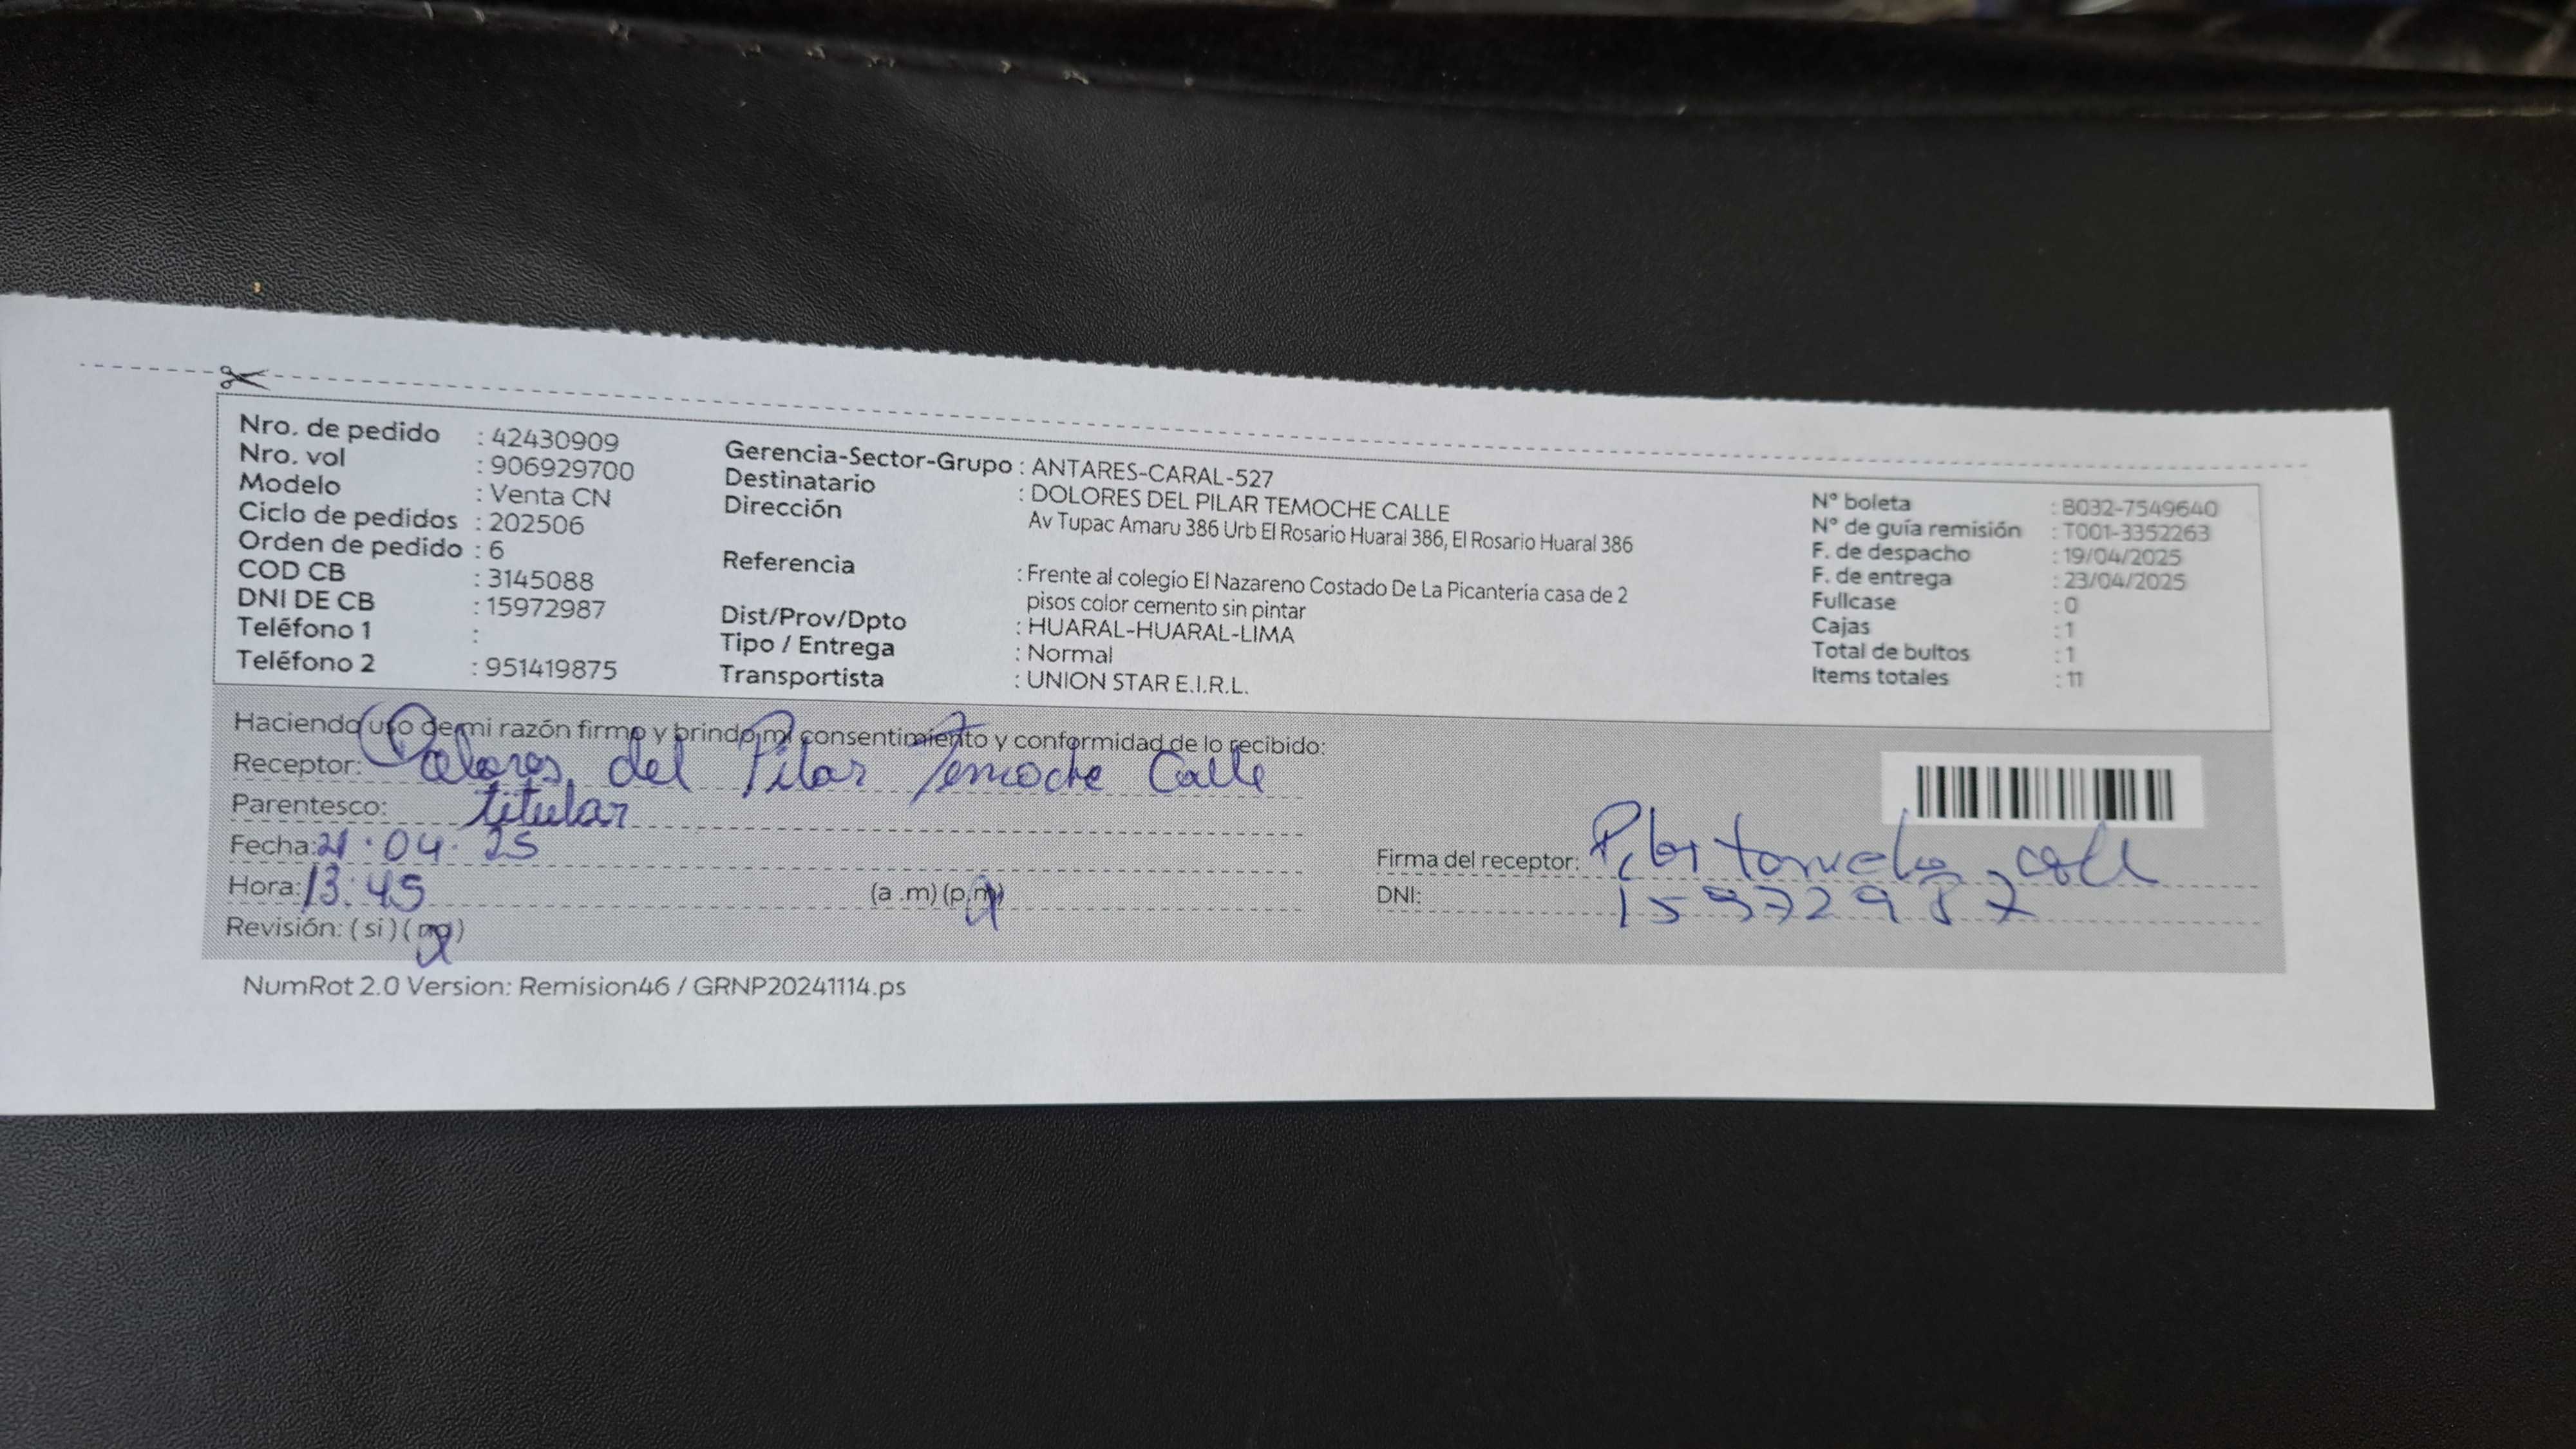 Nro. de pedido : 42430909
Nro. vol : 906929700
Modelo : Venta CN
Ciclo de pedidos : 202506
Orden de pedido : 6
COD CB : 3145088
DNI DE CB : 15972987
Teléfono 1 :
Teléfono 2 : 951419875
Gerencia-Sector-Grupo : ANTARES-CARAL-527
Destinatario : DOLORES DEL PILAR TEMOCHE CALLE
Dirección Av Tupac Amaru 386 Urb El Rosario Huaral 386, El Rosario Huaral 386
Referencia : Frente al colegio El Nazareno Costado De La Picanteria casa de 2
pisos color cemento sin pintar
Dist/Prov/Dpto : HUARAL-HUARAL-LIMA
Tipo / Entrega : Normal
Transportista : UNION STAR E.I.R.L.
N° boleta : B032-7549640
N° de guía remisión : T001-3352263
F. de despacho : 19/04/2025
F. de entrega : 23/04/2025
Fullcase : 0
Cajas : 1
Total de bultos : 1
Items totales : 11
Haciendo uso de mi razón firmo y brindo mi consentimiento y conformidad de lo recibido:
Receptor: Dolores del Pilar Temoche Calle
Parentesco: titular
Fecha: 21.04.25
Hora: 13:45 (a .m) (p.m)
Revisión: ( si ) ( no )
Firma del receptor: Pilar Temoche Calle
DNI: 15972987
NumRot 2.0 Version: Remision46 / GRNP20241114.ps